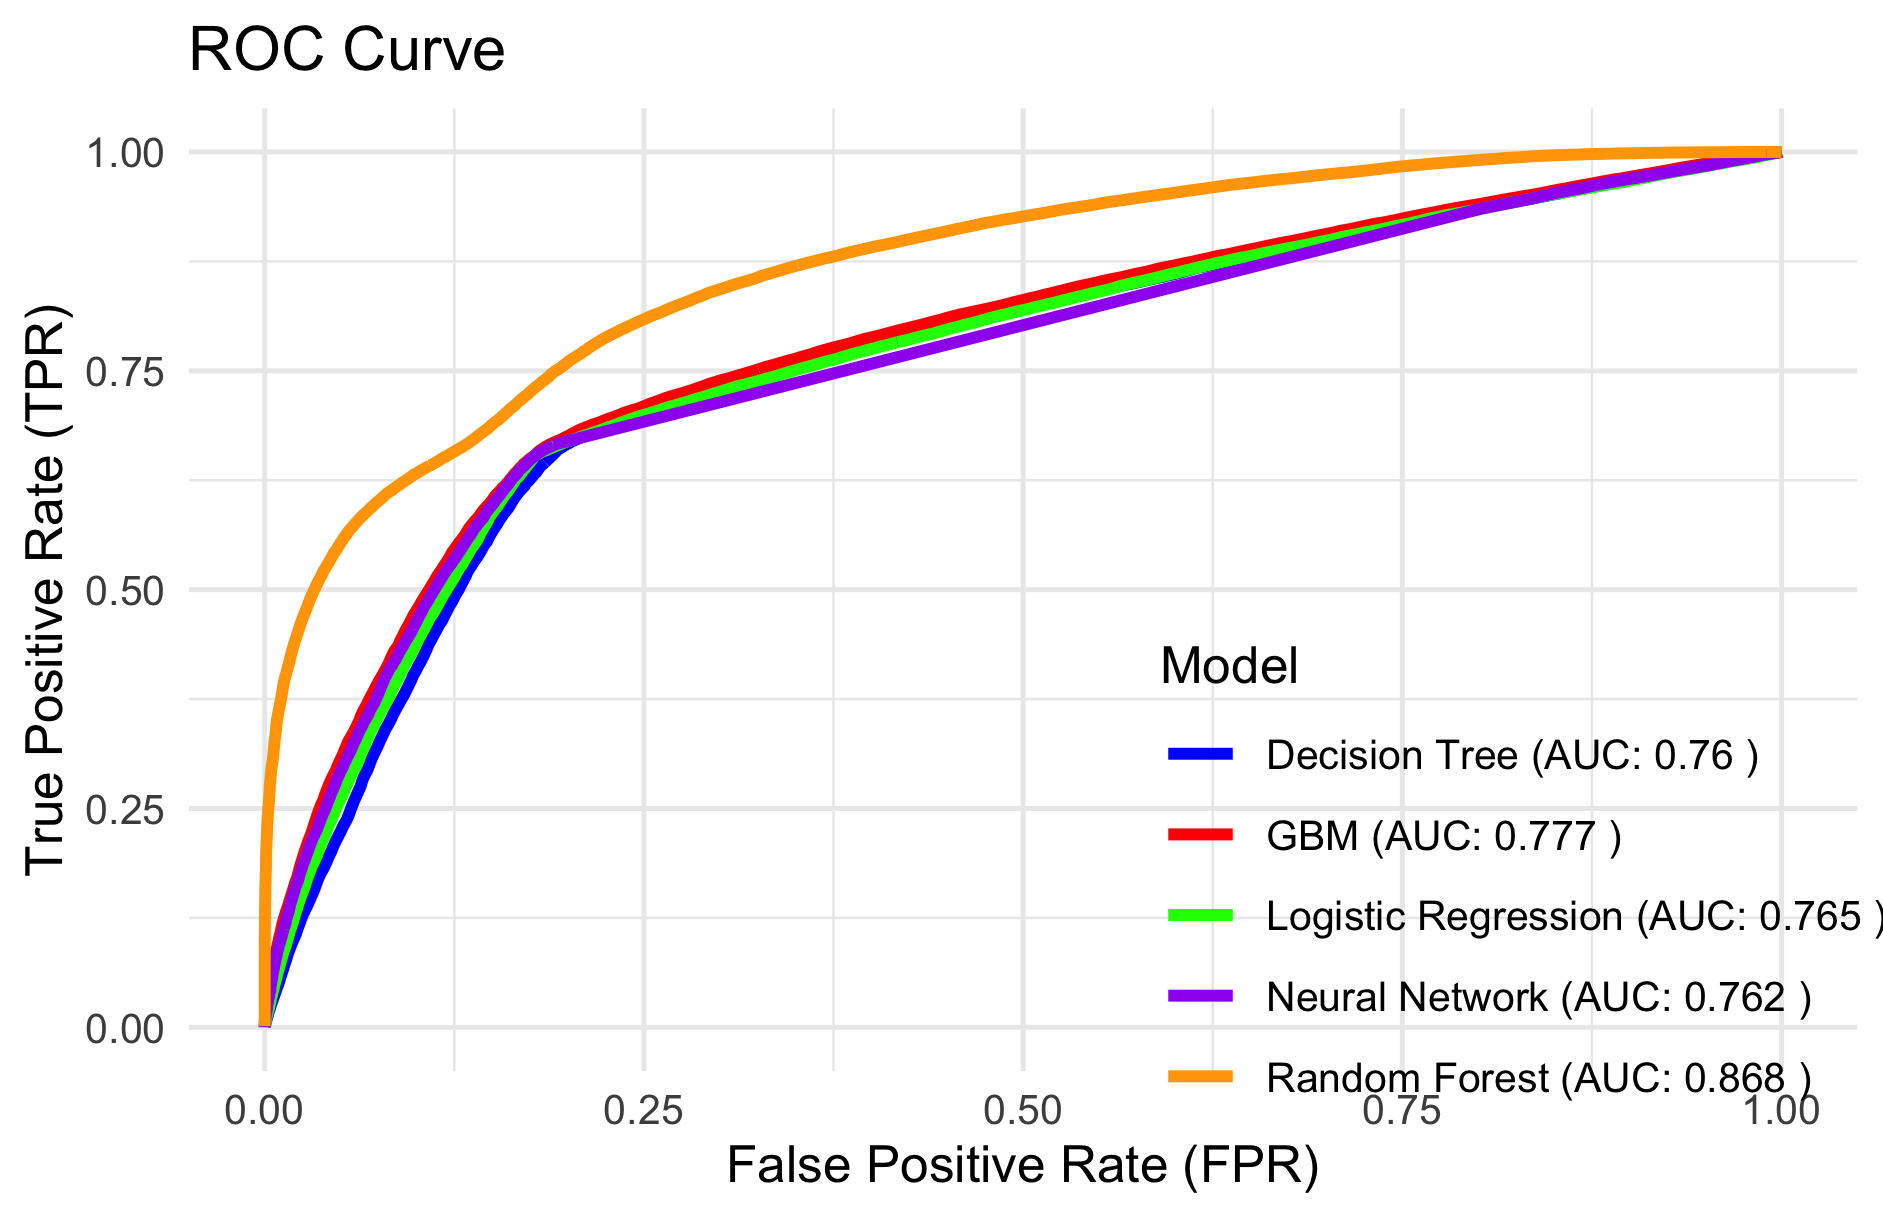 ROC Curve
True Positive Rate (TPR)
1.00
0.75
0.50
0.25
0.00
Model
Decision Tree (AUC: 0.76 )
GBM (AUC: 0.777 )
Logistic Regression (AUC: 0.765 )
Neural Network (AUC: 0.762 )
Random Forest (AUC: 0.868 )
0.00 0.25 0.50 0.75 1.00
False Positive Rate (FPR)